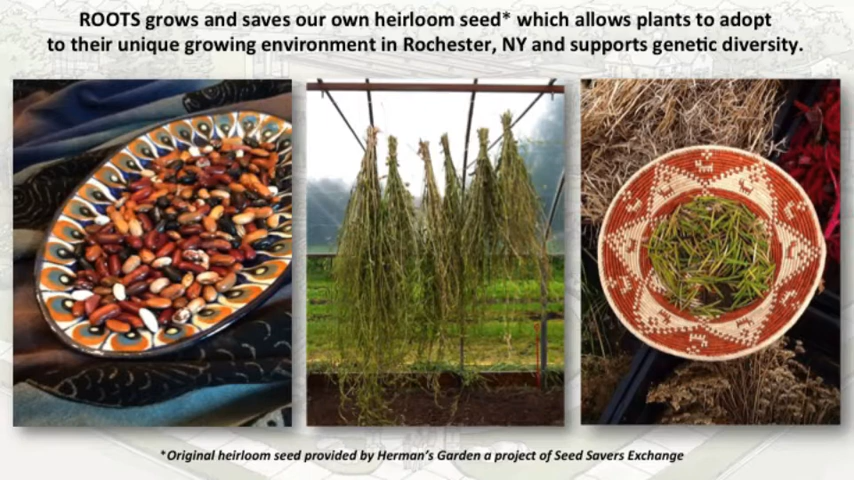 ROOTS grows and saves our own heirloom seed* which allows plants to adopt
to their unique growing environment in Rochester, NY and supports genetic diversity.
*Original heirloom seed provided by Herman's Garden a project of Seed Savers Exchange